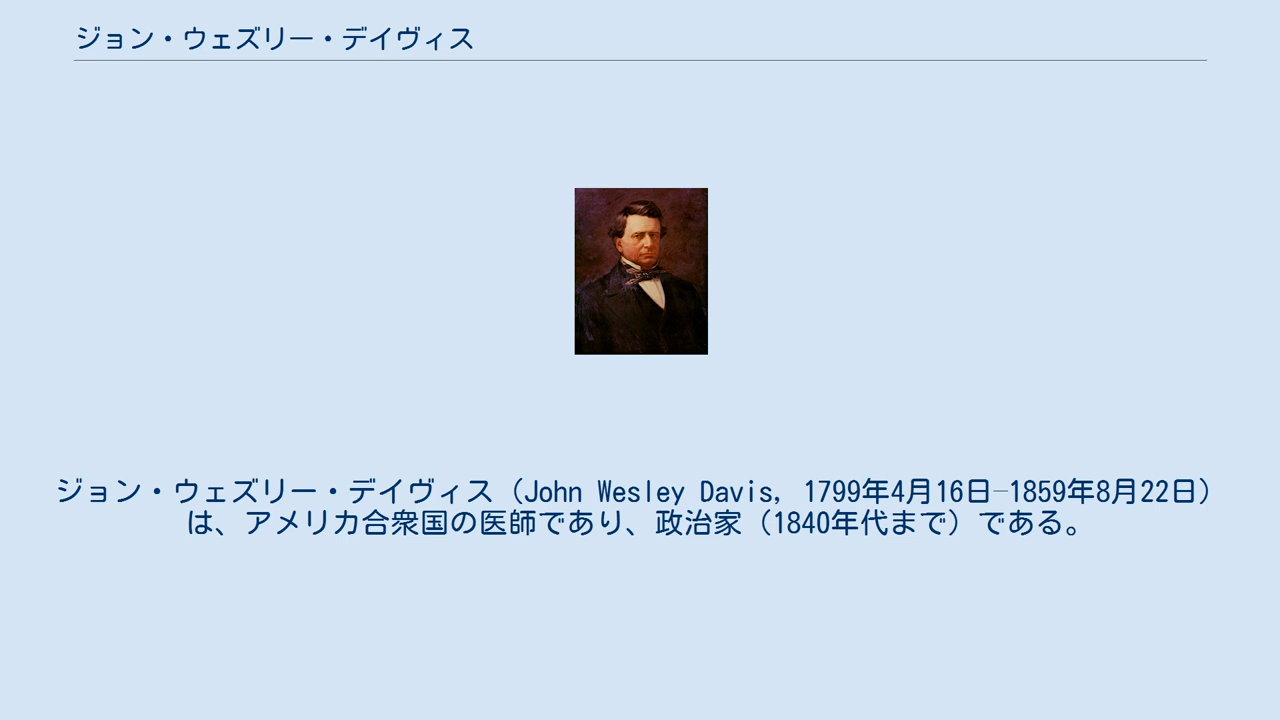 ジョン・ウェズリー・デイヴィス
ジョン・ウェズリー・デイヴィス（John Wesley Davis, 1799年4月16日–1859年8月22日）
は、アメリカ合衆国の医師であり、政治家（1840年代まで）である。